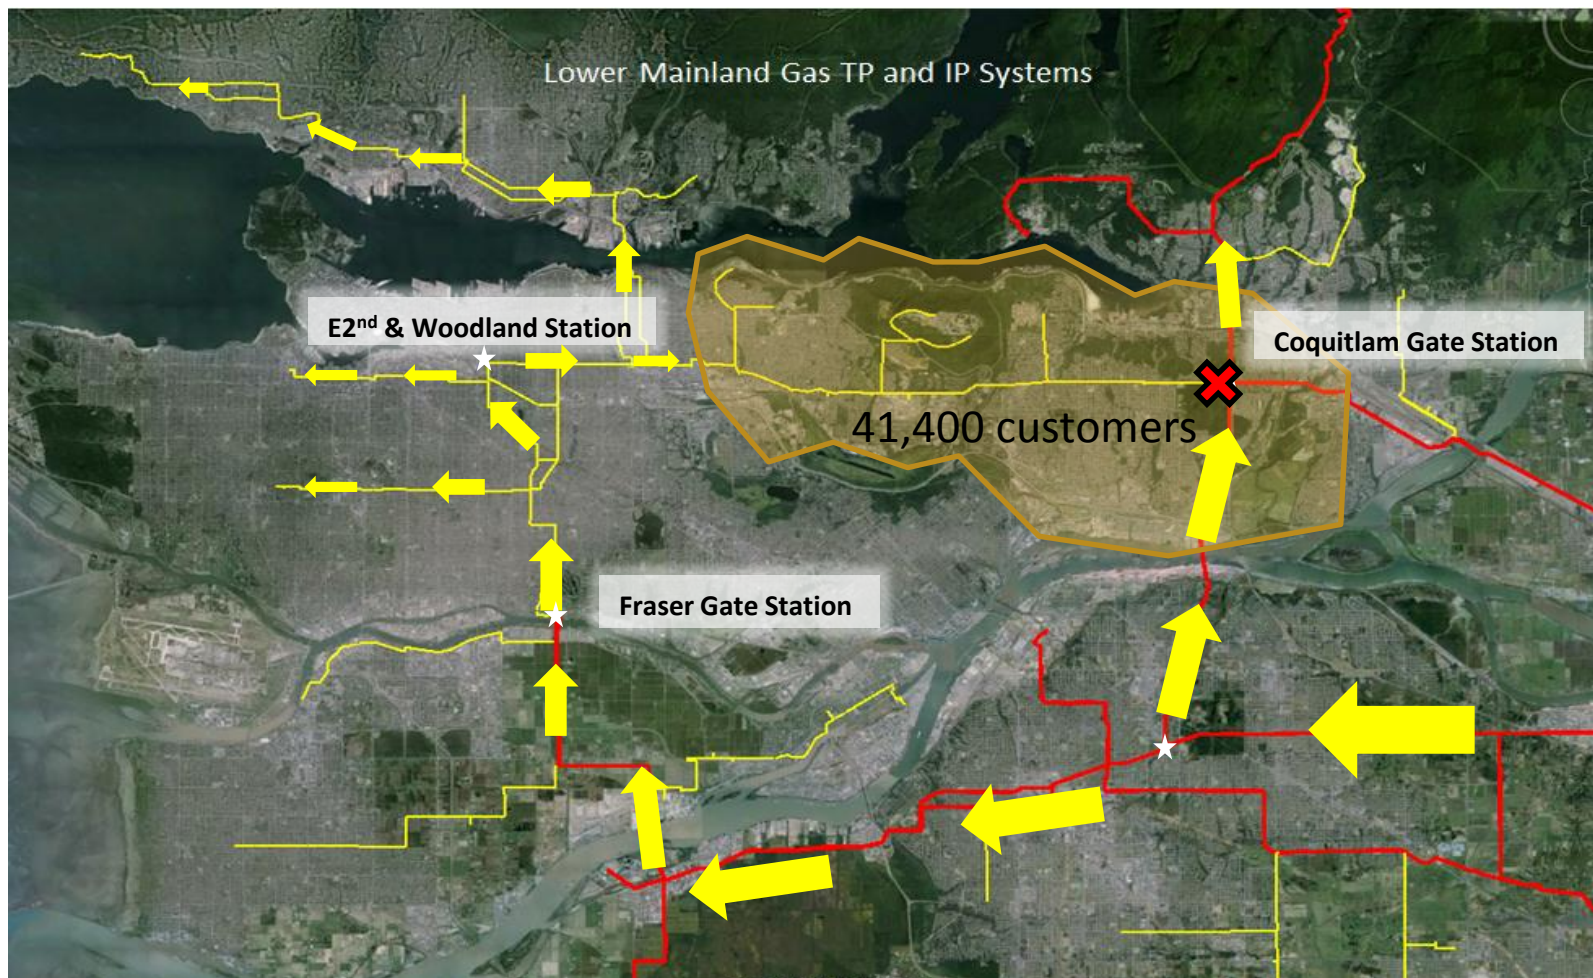 Lower Mainland Gas TP and IP Systems
E2nd & Woodland Station
Coquitlam Gate Station
41,400 customers
Fraser Gate Station